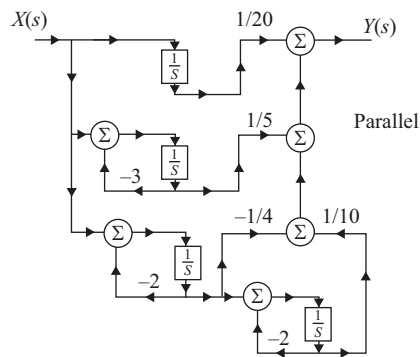 X(s) 1/20 Y(s)
Σ
1/S
Parallel
1/5
Σ 1/S Σ
−3
−1/4 1/10
Σ 1/S Σ
−2
Σ 1/S
−2